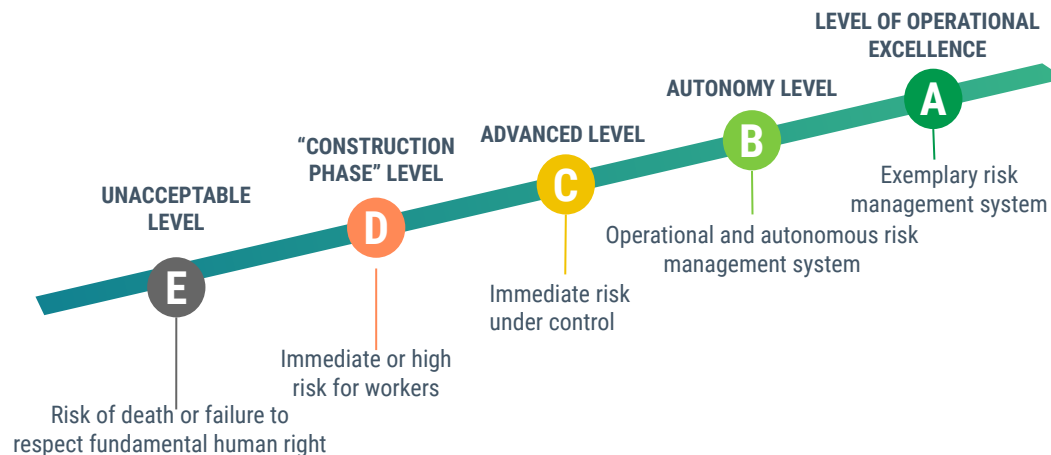 LEVEL OF OPERATIONAL
EXCELLENCE
A
Exemplary risk
management system
AUTONOMY LEVEL
B
Operational and autonomous risk
management system
ADVANCED LEVEL
C
Immediate risk
under control
“CONSTRUCTION
PHASE” LEVEL
D
Immediate or high
risk for workers
UNACCEPTABLE
LEVEL
E
Risk of death or failure to
respect fundamental human right